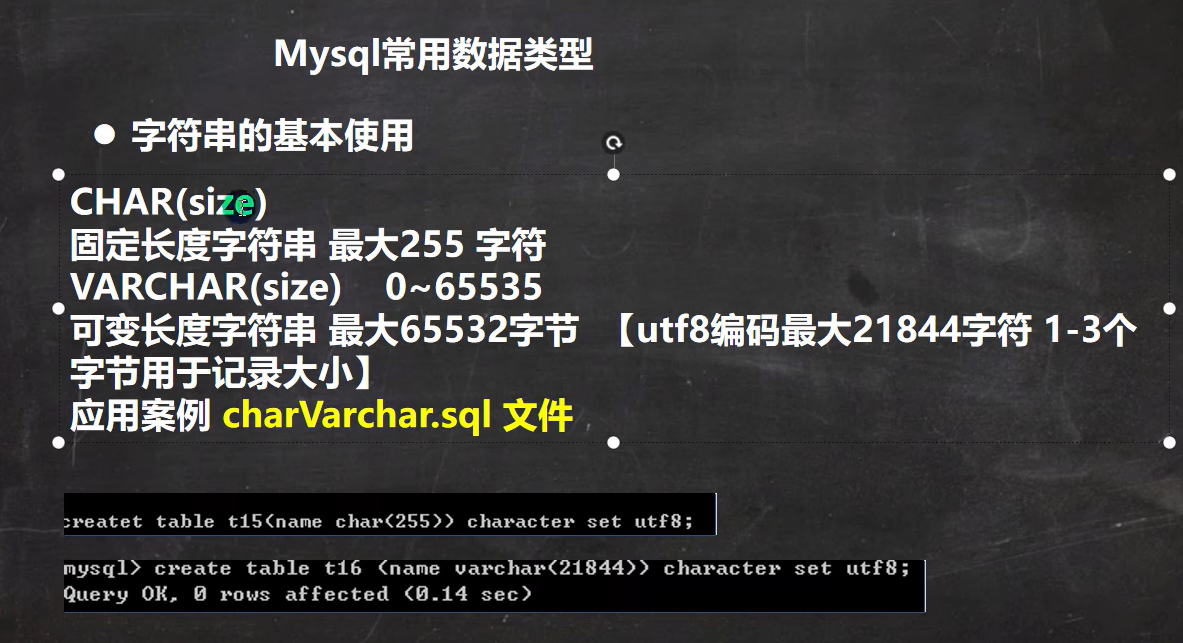 Mysql常用数据类型
● 字符串的基本使用
CHAR(size)
固定长度字符串 最大255 字符
VARCHAR(size) 0~65535
可变长度字符串 最大65532字节 【utf8编码最大21844字符 1-3个
字节用于记录大小】
应用案例 charVarchar.sql 文件
createt table t15(name char(255)) character set utf8;
mysql> create table t16 (name varchar(21844)) character set utf8;
Query OK, 0 rows affected (0.14 sec)